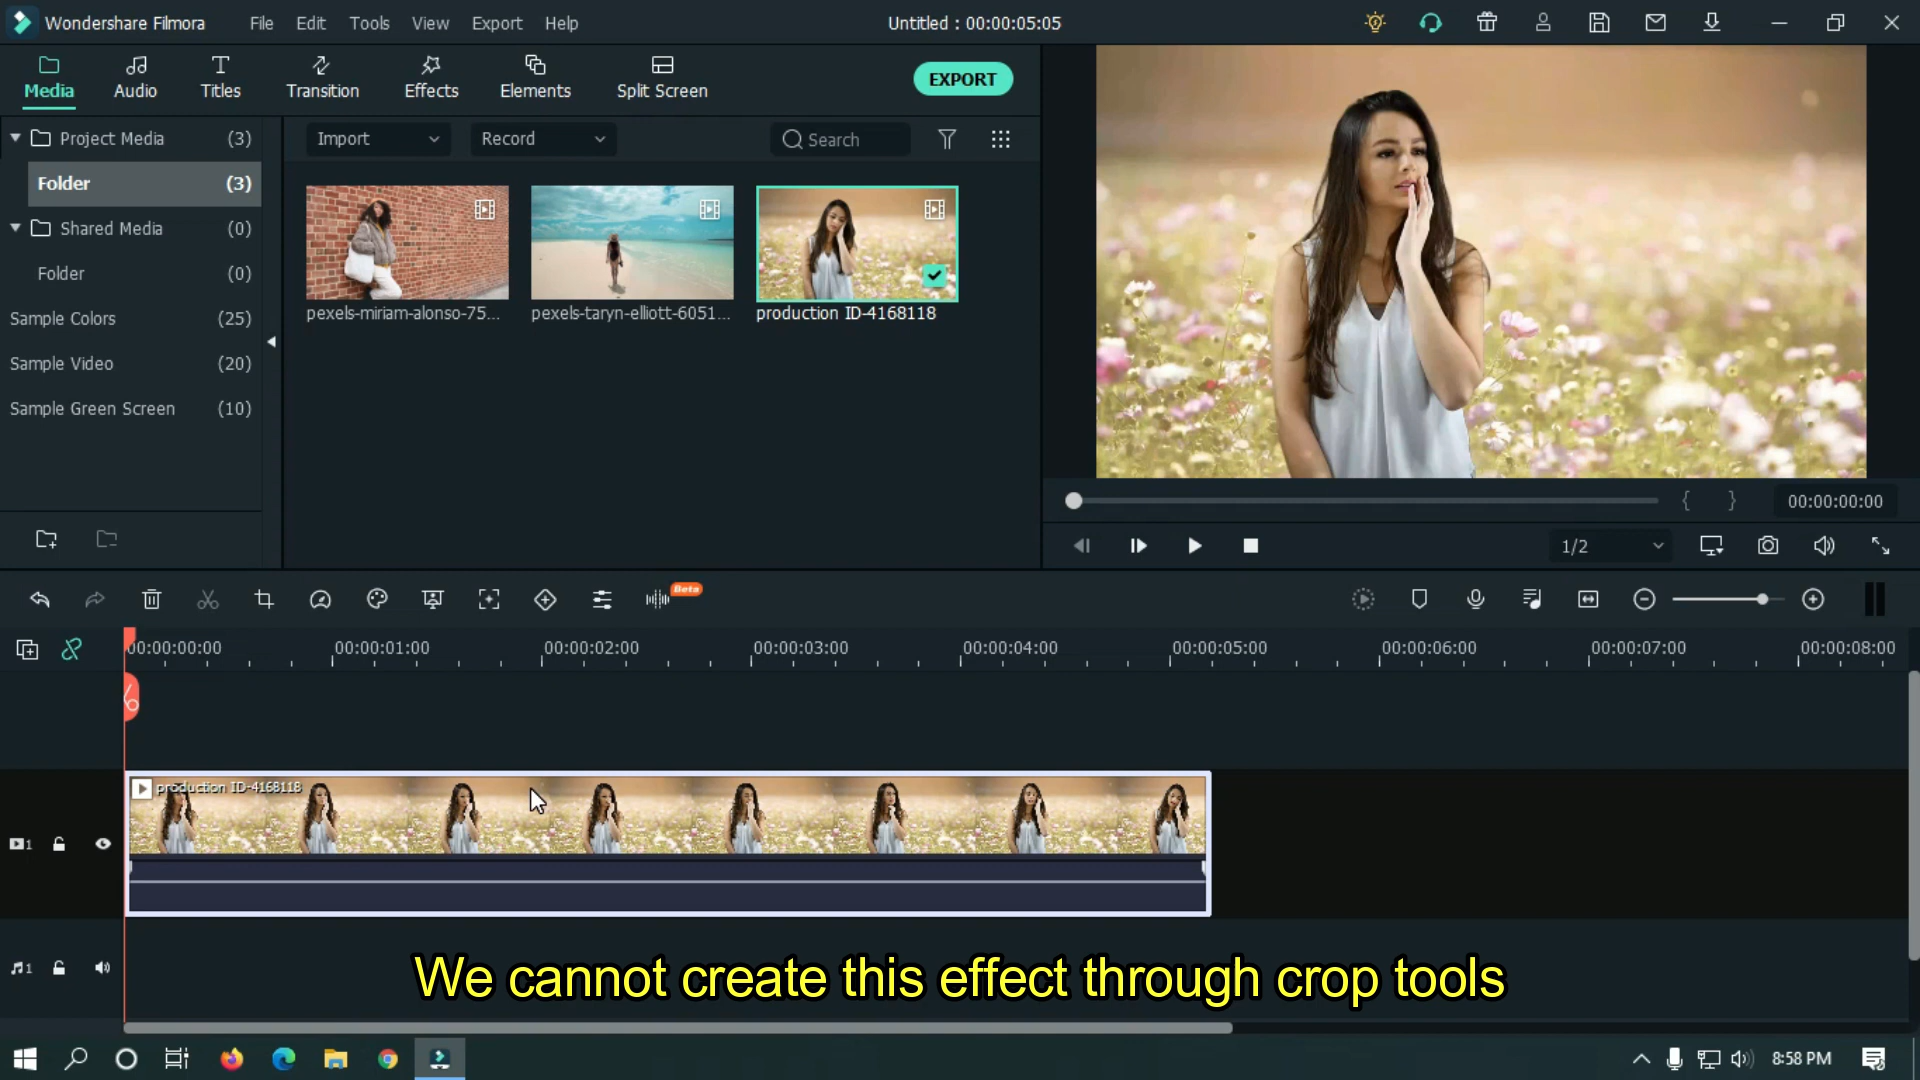 Wondershare Filmora File Edit Tools View Export Help Untitled : 00:00:05:05
Media Audio Titles Transition Effects Elements Split Screen EXPORT
Project Media (3)
Folder (3)
Shared Media (0)
Folder (0)
Sample Colors (25)
Sample Video (20)
Sample Green Screen (10)
Import Record Search
pexels-miriam-alonso-75... pexels-taryn-elliott-6051... production ID-4168118
{ } 00:00:00:00
1/2
Beta
00:00:00:00 00:00:01:00 00:00:02:00 00:00:03:00 00:00:04:00 00:00:05:00 00:00:06:00 00:00:07:00 00:00:08:00
production ID-4168118
1
1
We cannot create this effect through crop tools
8:58 PM